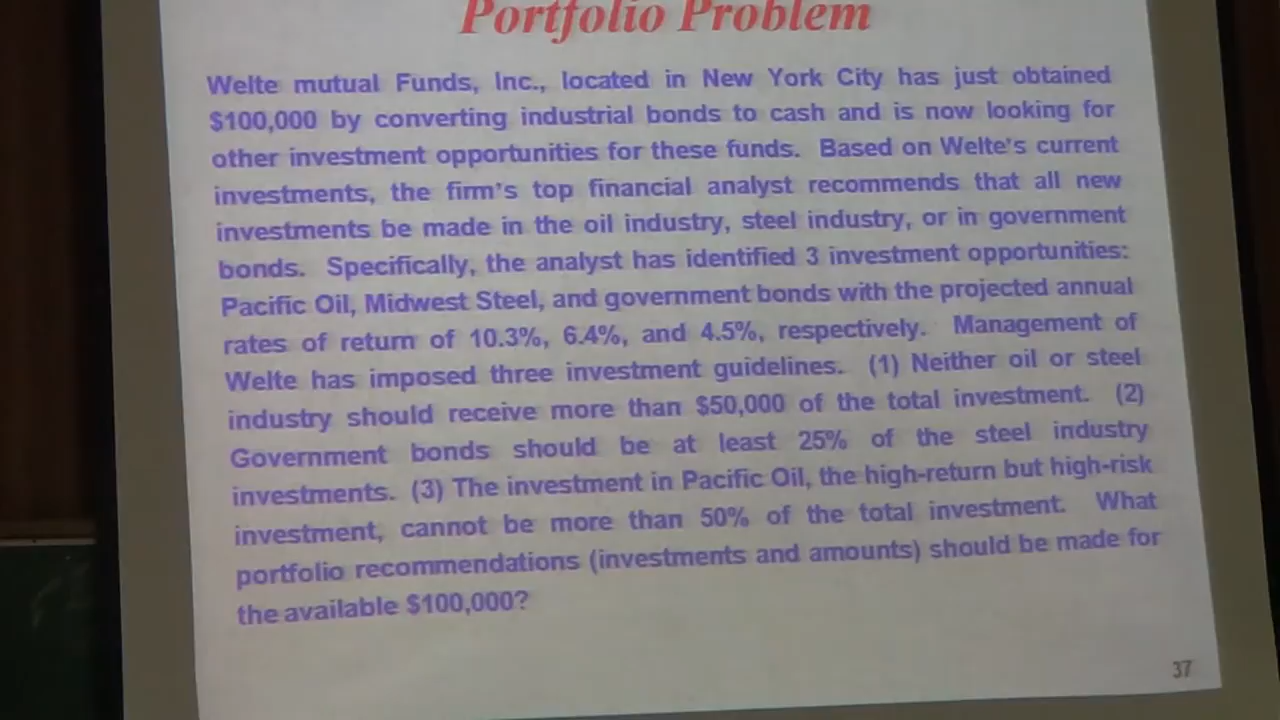 Portfolio Problem
Welte mutual Funds, Inc., located in New York City has just obtained
$100,000 by converting industrial bonds to cash and is now looking for
other investment opportunities for these funds. Based on Welte's current
investments, the firm's top financial analyst recommends that all new
investments be made in the oil industry, steel industry, or in government
bonds. Specifically, the analyst has identified 3 investment opportunities:
Pacific Oil, Midwest Steel, and government bonds with the projected annual
rates of return of 10.3%, 6.4%, and 4.5%, respectively. Management of
Welte has imposed three investment guidelines. (1) Neither oil or steel
industry should receive more than $50,000 of the total investment. (2)
Government bonds should be at least 25% of the steel industry
investments. (3) The investment in Pacific Oil, the high-return but high-risk
investment, cannot be more than 50% of the total investment. What
portfolio recommendations (investments and amounts) should be made for
the available $100,000?
37